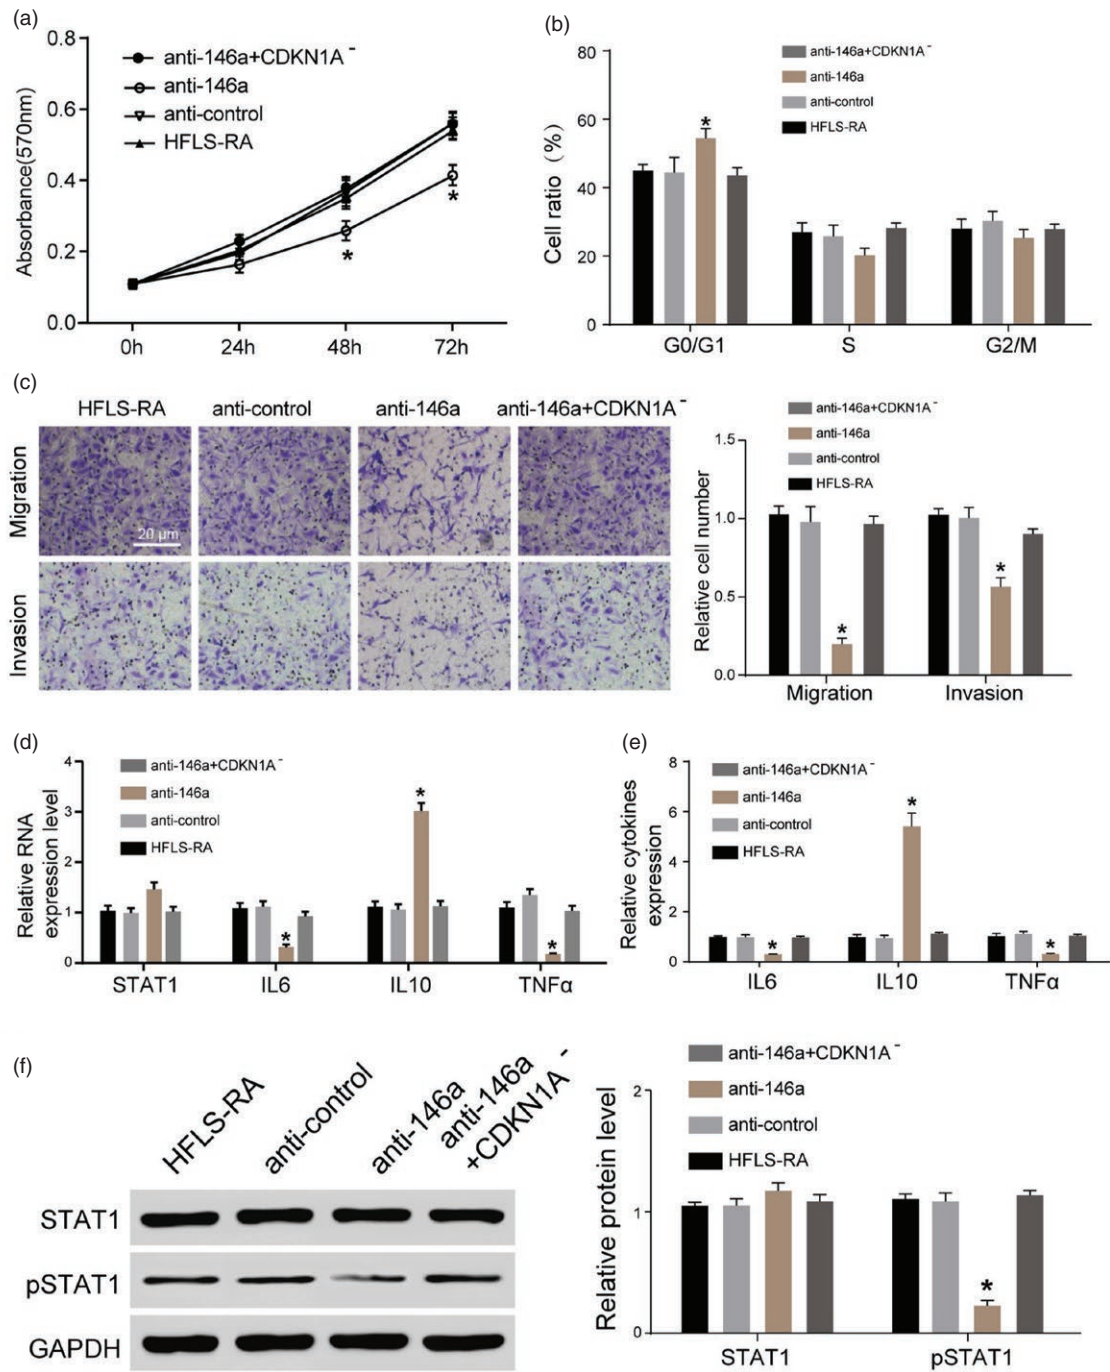 (a)
0.8
0.6
0.4
0.2
0.0
Absorbance(570nm)
anti-146a+CDKN1A⁻
anti-146a
anti-control
HFLS-RA
*
*
0h 24h 48h 72h
(b)
80
60
40
20
0
Cell ratio (%)
anti-146a+CDKN1A⁻
anti-146a
anti-control
HFLS-RA
*
G0/G1 S G2/M
(c)
HFLS-RA anti-control anti-146a anti-146a+CDKN1A⁻
Migration
20 µm
Invasion
anti-146a+CDKN1A⁻
anti-146a
anti-control
HFLS-RA
1.5
1.0
0.5
0.0
Relative cell number
*
*
Migration Invasion
(d)
4
3
2
1
0
Relative RNA
expression level
anti-146a+CDKN1A⁻
anti-146a
anti-control
HFLS-RA
*
*
*
STAT1 IL6 IL10 TNFα
(e)
8
6
4
2
0
Relative cytokines
expression
anti-146a+CDKN1A⁻
anti-146a
anti-control
HFLS-RA
*
*
*
IL6 IL10 TNFα
(f)
HFLS-RA
anti-control
anti-146a
anti-146a
+CDKN1A⁻
STAT1
pSTAT1
GAPDH
anti-146a+CDKN1A⁻
anti-146a
anti-control
HFLS-RA
2
1
0
Relative protein level
*
STAT1 pSTAT1